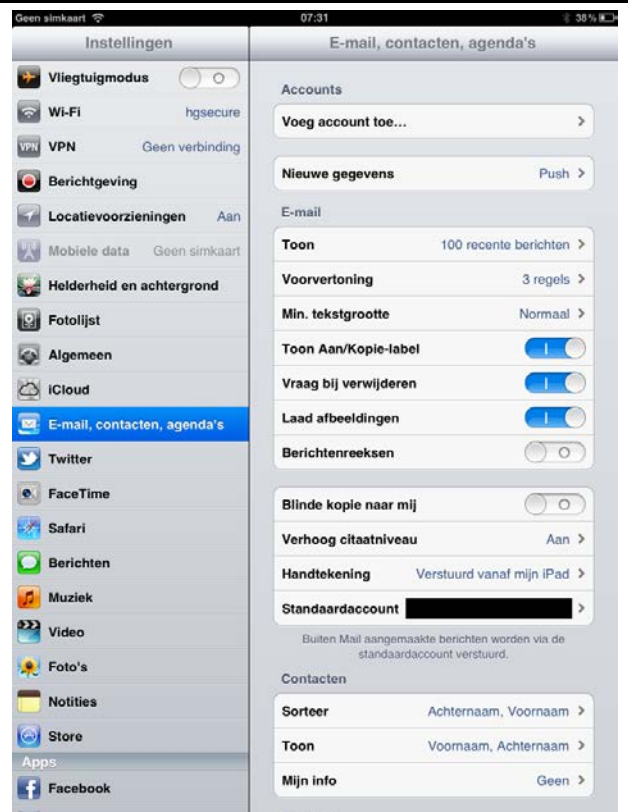 Geen simkaart 07:31 38%
Instellingen
Vliegtuigmodus
Wi-Fi hgsecure
VPN VPN Geen verbinding
Berichtgeving
Locatievoorzieningen Aan
Mobiele data Geen simkaart
Helderheid en achtergrond
Fotolijst
Algemeen
iCloud
E-mail, contacten, agenda's
Twitter
FaceTime
Safari
Berichten
Muziek
Video
Foto's
Notities
Store
Apps
Facebook
E-mail, contacten, agenda's
Accounts
Voeg account toe...
Nieuwe gegevens Push
E-mail
Toon 100 recente berichten
Voorvertoning 3 regels
Min. tekstgrootte Normaal
Toon Aan/Kopie-label
Vraag bij verwijderen
Laad afbeeldingen
Berichtenreeksen
Blinde kopie naar mij
Verhoog citaatniveau Aan
Handtekening Verstuurd vanaf mijn iPad
Standaardaccount
Buiten Mail aangemaakte berichten worden via de
standaardaccount verstuurd.
Contacten
Sorteer Achternaam, Voornaam
Toon Voornaam, Achternaam
Mijn info Geen